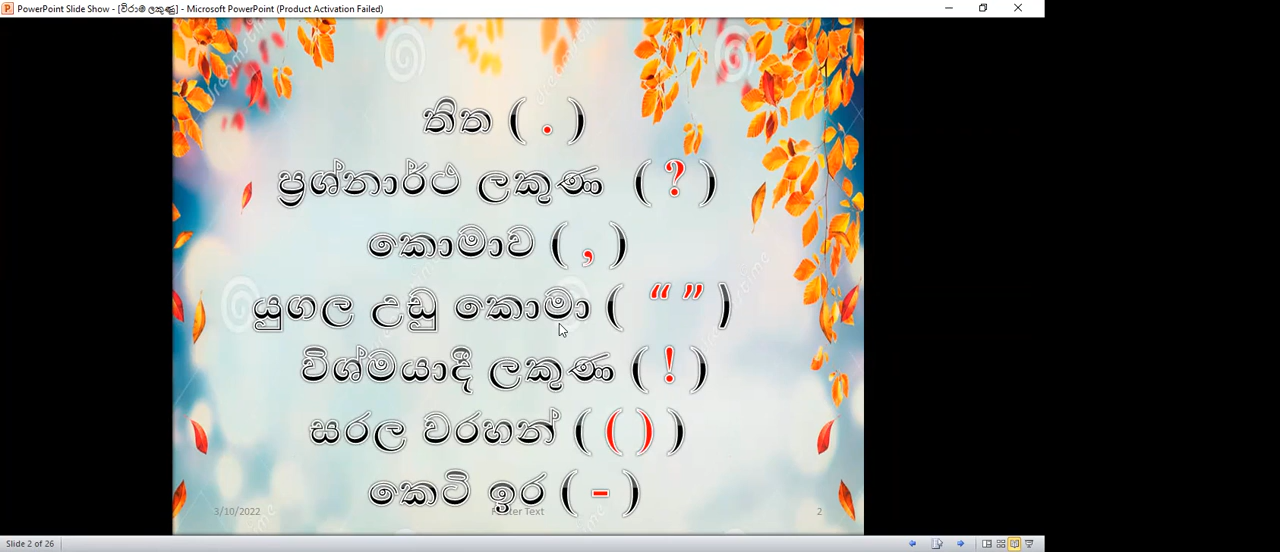 PowerPoint Slide Show - [විරාම ලකුණු] - Microsoft PowerPoint (Product Activation Failed)
තිත ( . )
ප්‍රශ්නාර්ථ ලකුණ ( ? )
කොමාව ( , )
යුගල උඩු කොමා ( “ ” )
විශ්මයාදී ලකුණ ( ! )
සරල වරහන් ( ( ) )
කෙටි ඉර ( - )
3/10/2022 Footer Text 2
Slide 2 of 26